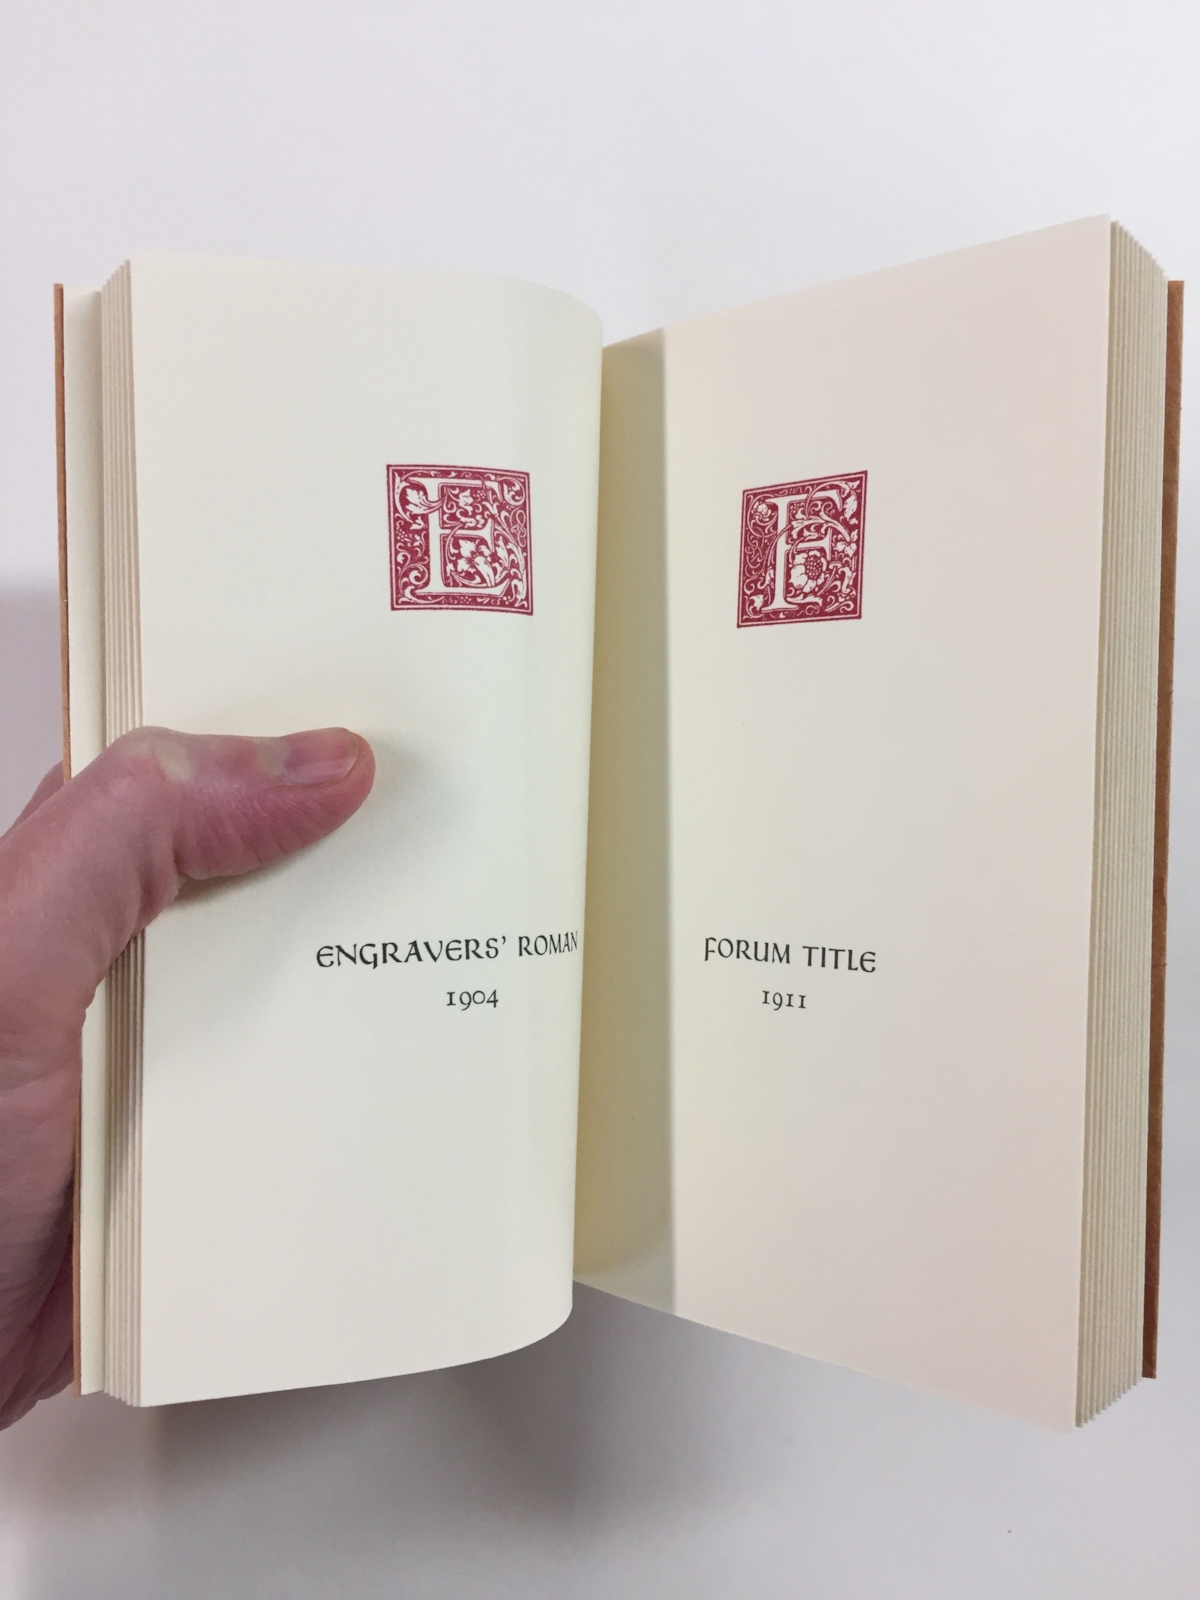 E
ENGRAVERS' ROMAN
1904
F
FORUM TITLE
1911